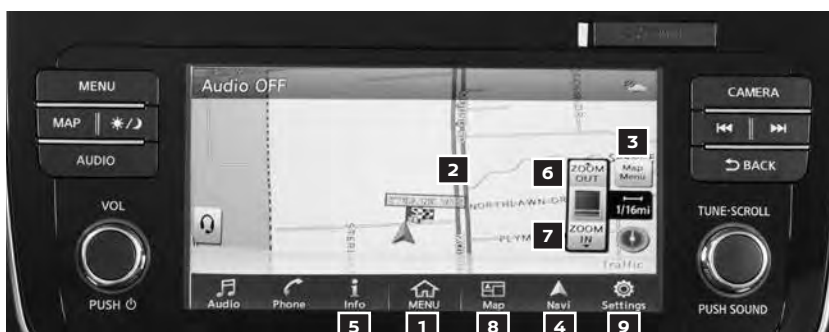 MENU
MAP
AUDIO
VOL
PUSH
Audio OFF
2
3
6
7
ZOOM OUT
Map Menu
1/16mi
ZOOM IN
NORTHLAWN-DR
PLYM
Traffic
Audio
Phone
Info
MENU
Map
Navi
Settings
5
1
8
4
9
CAMERA
BACK
TUNE·SCROLL
PUSH SOUND